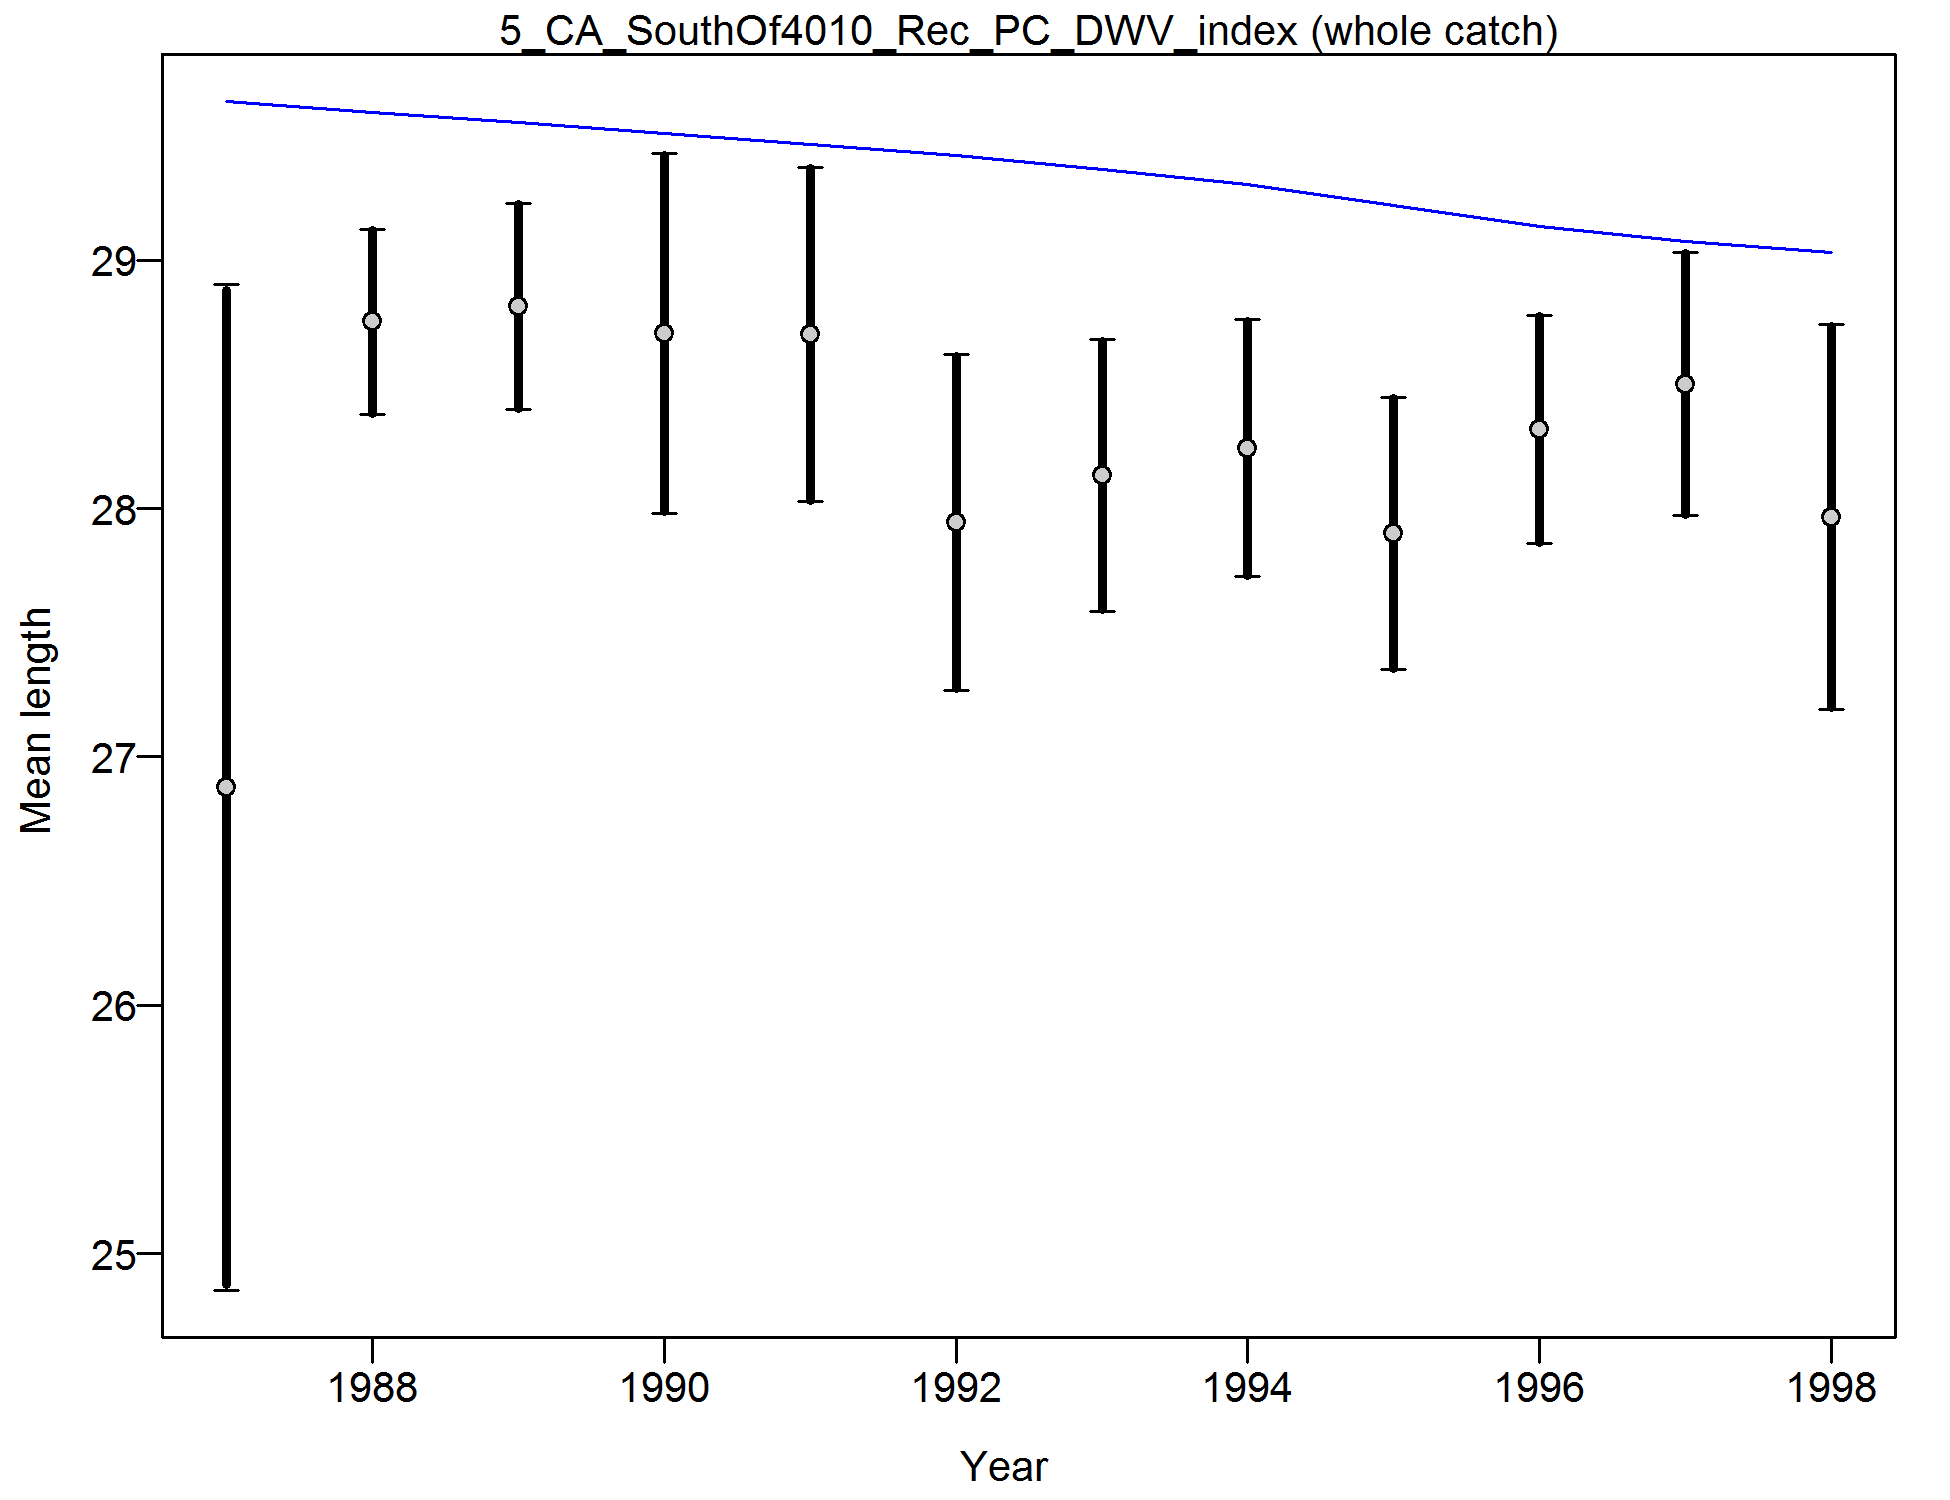 5_CA_SouthOf4010_Rec_PC_DWV_index (whole catch)
29
28
27
26
25
Mean length
1988 1990 1992 1994 1996 1998
Year